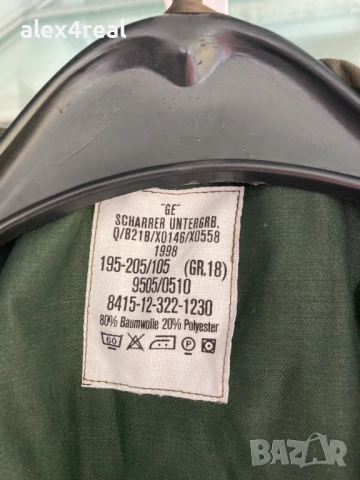 alex4real
"GE"
SCHARRER UNTERGRB.
Q/B21B/X0146/X0558
1998
195-205/105 (GR.18)
9505/0510
8415-12-322-1230
80% Baumwolle 20% Polyester
60 P
BAZAR